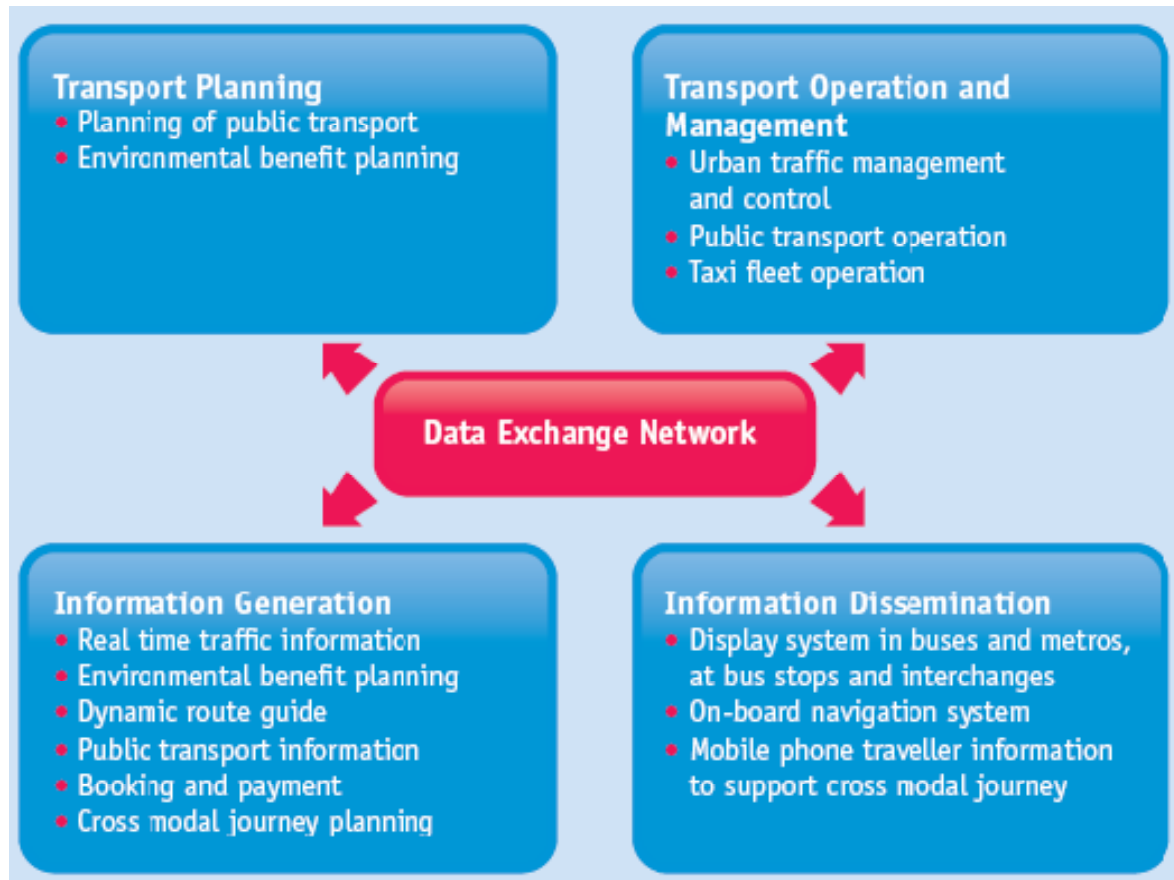 Transport Planning
• Planning of public transport
• Environmental benefit planning
Transport Operation and
Management
• Urban traffic management
and control
• Public transport operation
• Taxi fleet operation
Data Exchange Network
Information Generation
• Real time traffic information
• Environmental benefit planning
• Dynamic route guide
• Public transport information
• Booking and payment
• Cross modal journey planning
Information Dissemination
• Display system in buses and metros,
at bus stops and interchanges
• On-board navigation system
• Mobile phone traveller information
to support cross modal journey